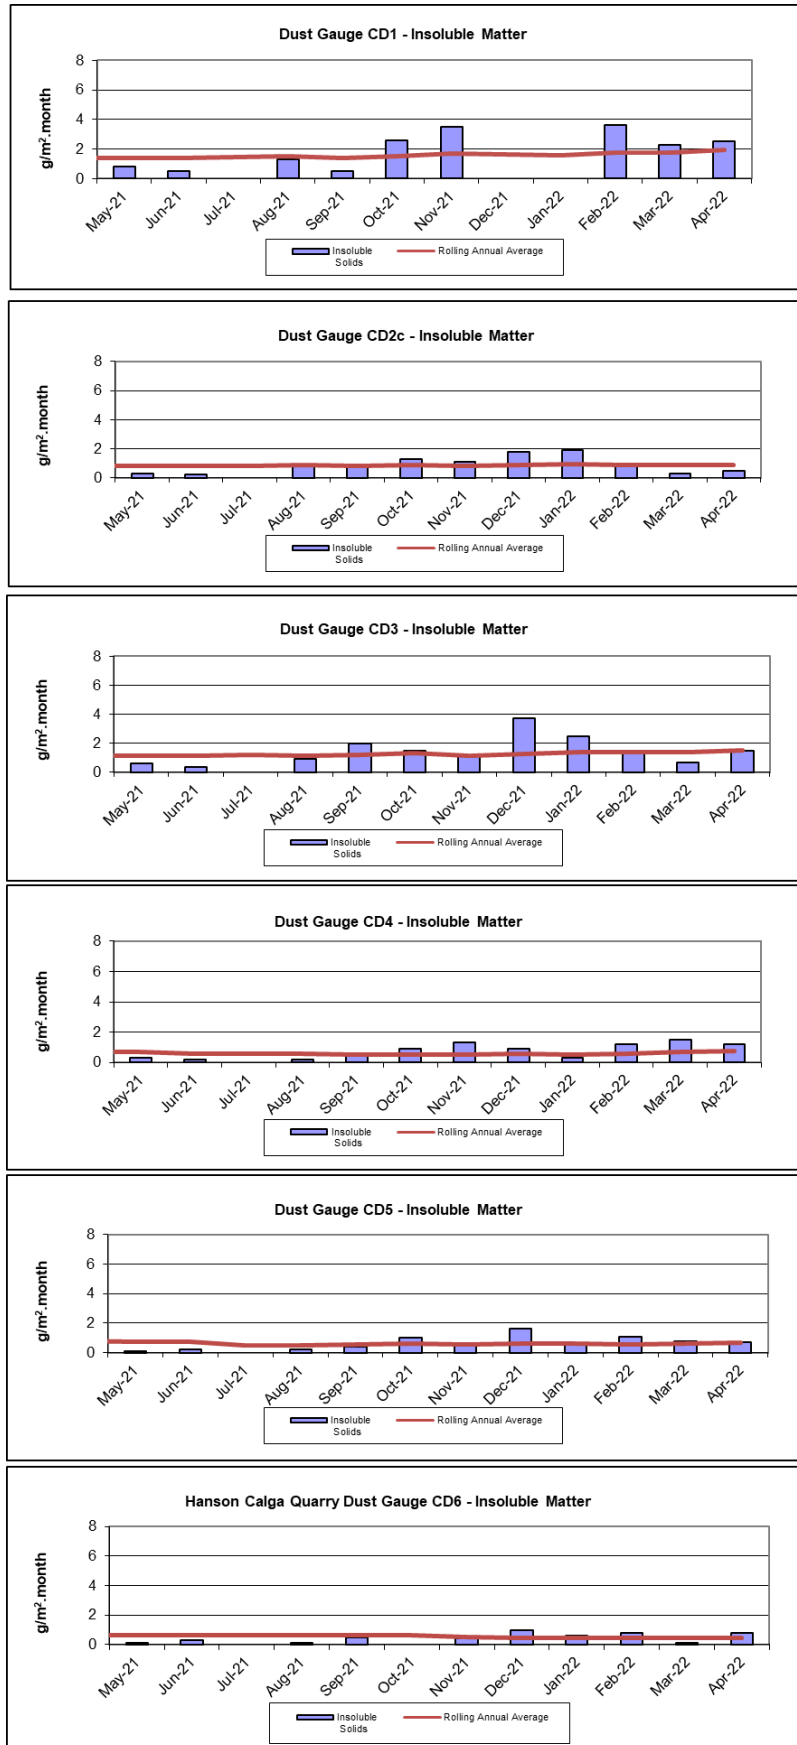 Dust Gauge CD1 - Insoluble Matter
g/m².month
8
6
4
2
0
May-21 Jun-21 Jul-21 Aug-21 Sep-21 Oct-21 Nov-21 Dec-21 Jan-22 Feb-22 Mar-22 Apr-22
Insoluble Rolling Annual Average
Solids
Dust Gauge CD2c - Insoluble Matter
g/m².month
8
6
4
2
0
May-21 Jun-21 Jul-21 Aug-21 Sep-21 Oct-21 Nov-21 Dec-21 Jan-22 Feb-22 Mar-22 Apr-22
Insoluble Rolling Annual Average
Solids
Dust Gauge CD3 - Insoluble Matter
g/m².month
8
6
4
2
0
May-21 Jun-21 Jul-21 Aug-21 Sep-21 Oct-21 Nov-21 Dec-21 Jan-22 Feb-22 Mar-22 Apr-22
Insoluble Rolling Annual Average
Solids
Dust Gauge CD4 - Insoluble Matter
g/m².month
8
6
4
2
0
May-21 Jun-21 Jul-21 Aug-21 Sep-21 Oct-21 Nov-21 Dec-21 Jan-22 Feb-22 Mar-22 Apr-22
Insoluble Rolling Annual Average
Solids
Dust Gauge CD5 - Insoluble Matter
g/m².month
8
6
4
2
0
May-21 Jun-21 Jul-21 Aug-21 Sep-21 Oct-21 Nov-21 Dec-21 Jan-22 Feb-22 Mar-22 Apr-22
Insoluble Rolling Annual Average
Solids
Hanson Calga Quarry Dust Gauge CD6 - Insoluble Matter
g/m².month
8
6
4
2
0
May-21 Jun-21 Jul-21 Aug-21 Sep-21 Oct-21 Nov-21 Dec-21 Jan-22 Feb-22 Mar-22 Apr-22
Insoluble Rolling Annual Average
Solids